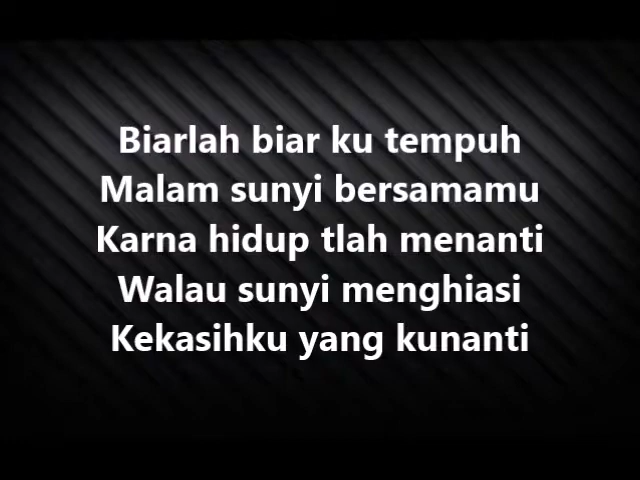 Biarlah biar ku tempuh
Malam sunyi bersamamu
Karna hidup tlah menanti
Walau sunyi menghiasi
Kekasihku yang kunanti